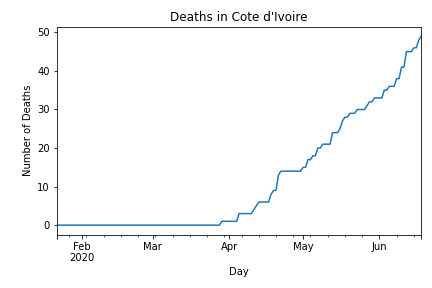 Deaths in Cote d'Ivoire
50
40
30
20
10
0
Number of Deaths
Feb
2020
Mar
Apr
May
Jun
Day